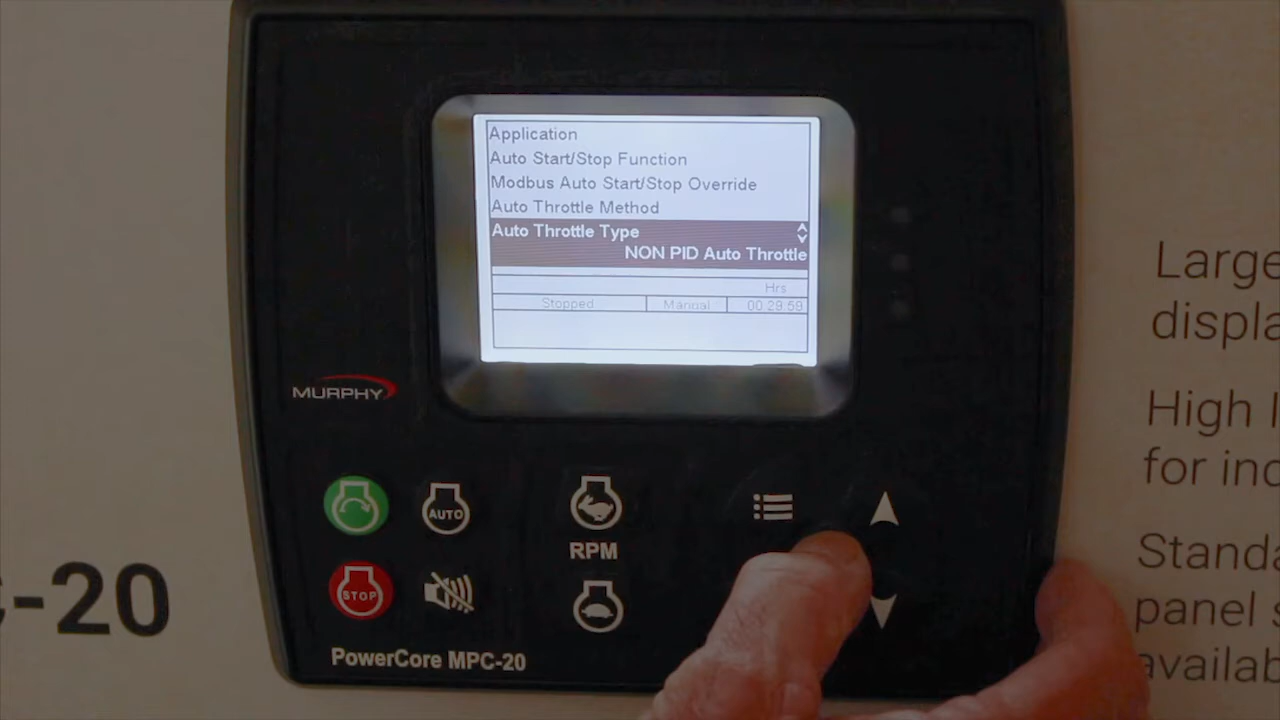 Application
Auto Start/Stop Function
Modbus Auto Start/Stop Override
Auto Throttle Method
Auto Throttle Type
NON PID Auto Throttle
Hrs
Stopped Manual 00:29:59
MURPHY
AUTO
RPM
STOP
PowerCore MPC-20
-20
Large
displa
High
for inc
Standa
panel s
availab